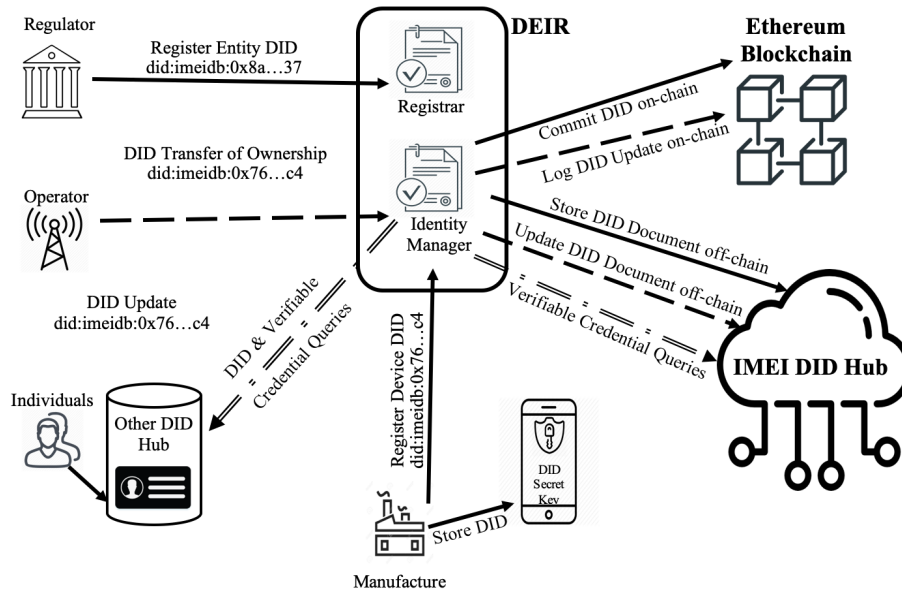 Regulator
Register Entity DID
did:imeidb:0x8a…37
DEIR
Registrar
Ethereum
Blockchain
Commit DID on-chain
Log DID Update on-chain
DID Transfer of Ownership
did:imeidb:0x76…c4
Operator
Identity
Manager
Store DID Document off-chain
Update DID Document off-chain
Verifiable Credential Queries
IMEI DID Hub
DID Update
did:imeidb:0x76…c4
DID & Verifiable
Credential Queries
Register Device DID
did:imeidb:0x76…c4
Individuals
Other DID
Hub
DID
Secret
Key
Store DID
Manufacture